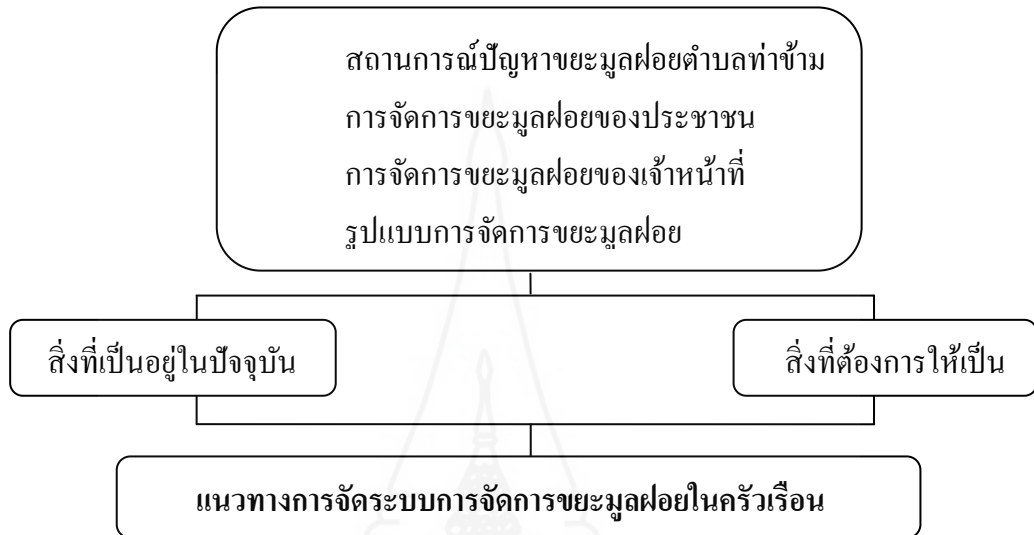 สถานการณ์ปัญหาขยะมูลฝอยตำบลท่าข้าม
การจัดการขยะมูลฝอยของประชาชน
การจัดการขยะมูลฝอยของเจ้าหน้าที่
รูปแบบการจัดการขยะมูลฝอย
สิ่งที่เป็นอยู่ในปัจจุบัน
สิ่งที่ต้องการให้เป็น
แนวทางการจัดระบบการจัดการขยะมูลฝอยในครัวเรือน